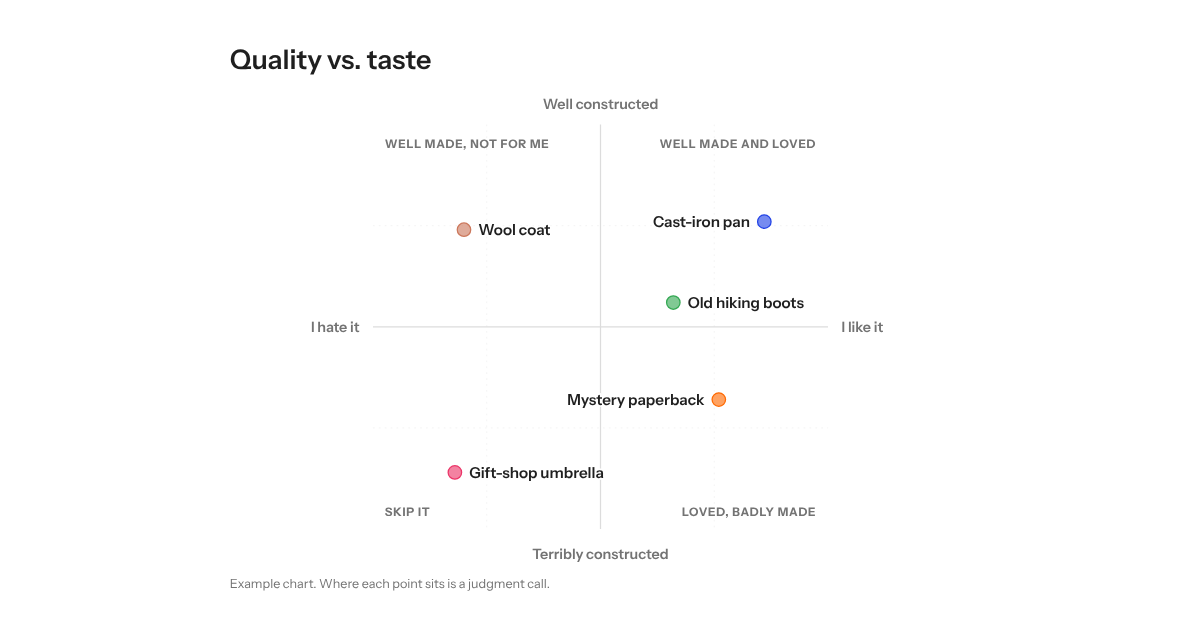 Quality vs. taste
Well constructed
WELL MADE, NOT FOR ME
WELL MADE AND LOVED
Cast-iron pan
Wool coat
Old hiking boots
I hate it
I like it
Mystery paperback
Gift-shop umbrella
SKIP IT
LOVED, BADLY MADE
Terribly constructed
Example chart. Where each point sits is a judgment call.